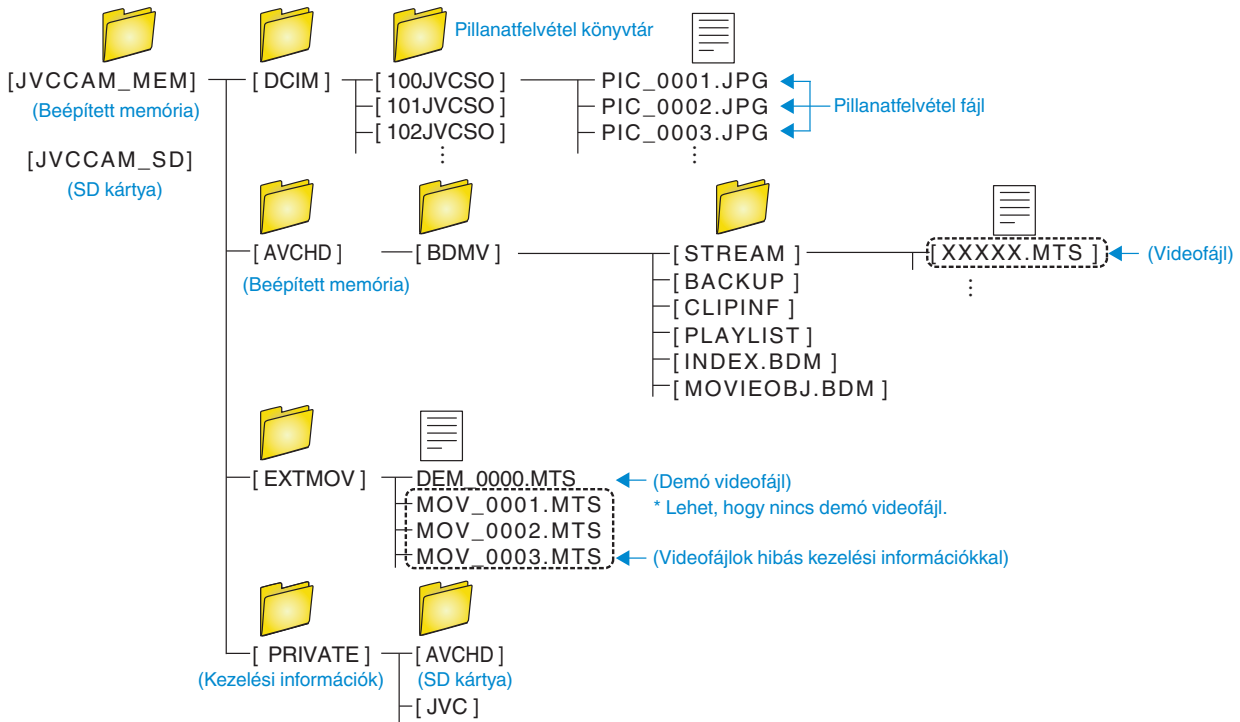 Pillanatfelvétel könyvtár
[JVCCAM_MEM]
(Beépített memória)
[JVCCAM_SD]
(SD kártya)
[ DCIM ]
[ 100JVCSO ]
[ 101JVCSO ]
[ 102JVCSO ]
⋮
PIC_0001.JPG
PIC_0002.JPG
PIC_0003.JPG
⋮
Pillanatfelvétel fájl
[ AVCHD ]
(Beépített memória)
[ BDMV ]
[ STREAM ]
[ BACKUP ]
[ CLIPINF ]
[ PLAYLIST ]
[ INDEX.BDM ]
[ MOVIEOBJ.BDM ]
[ XXXXX.MTS ]
(Videofájl)
⋮
[ EXTMOV ]
DEM_0000.MTS
(Demó videofájl)
* Lehet, hogy nincs demó videofájl.
MOV_0001.MTS
MOV_0002.MTS
MOV_0003.MTS
(Videofájlok hibás kezelési információkkal)
[ PRIVATE ]
(Kezelési információk)
[ AVCHD ]
(SD kártya)
[ JVC ]